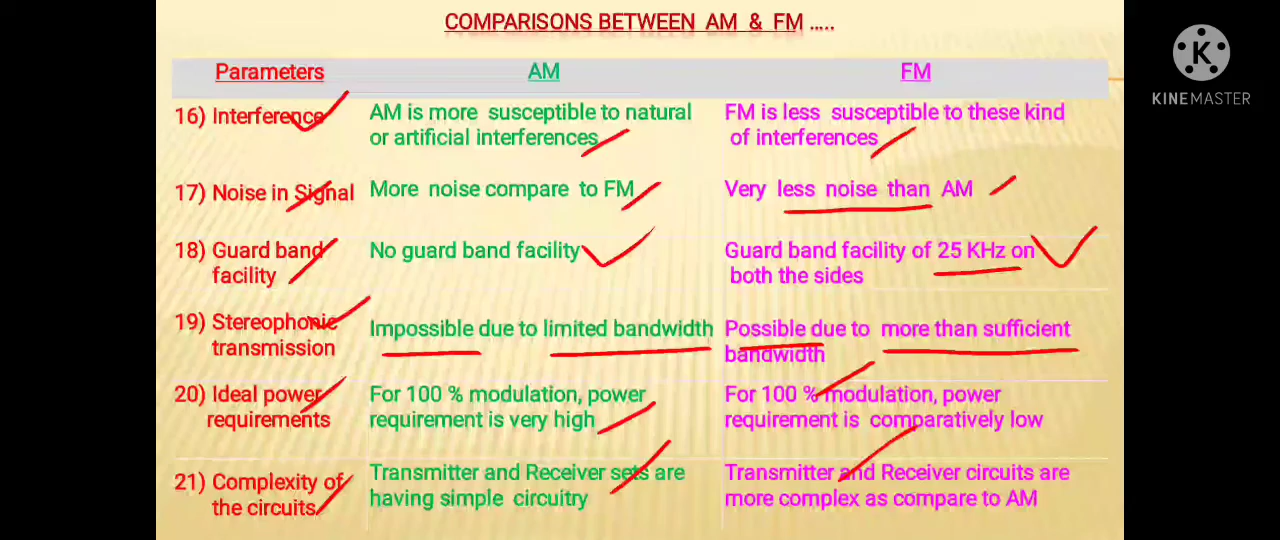 COMPARISONS BETWEEN AM & FM .....
K
KINEMASTER
Parameters AM FM
16) Interference AM is more susceptible to natural FM is less susceptible to these kind
or artificial interferences of interferences
17) Noise in Signal More noise compare to FM Very less noise than AM
18) Guard band No guard band facility Guard band facility of 25 KHz on
facility both the sides
19) Stereophonic Impossible due to limited bandwidth Possible due to more than sufficient
transmission bandwidth
20) Ideal power For 100 % modulation, power For 100 % modulation, power
requirements requirement is very high requirement is comparatively low
21) Complexity of Transmitter and Receiver sets are Transmitter and Receiver circuits are
the circuits having simple circuitry more complex as compare to AM